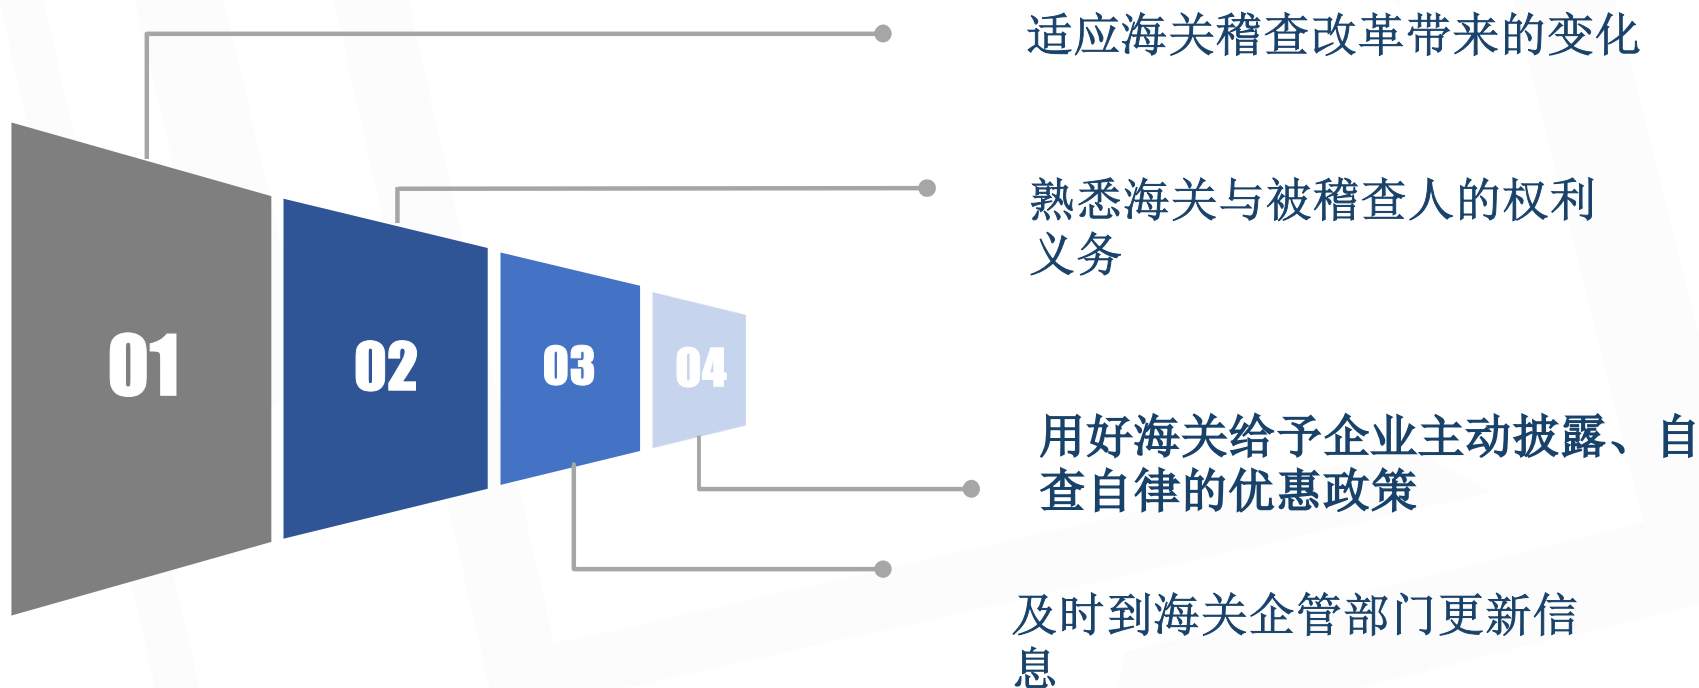 适应海关稽查改革带来的变化
熟悉海关与被稽查人的权利
义务
01
02
03
04
用好海关给予企业主动披露、自
查自律的优惠政策
及时到海关企管部门更新信
息